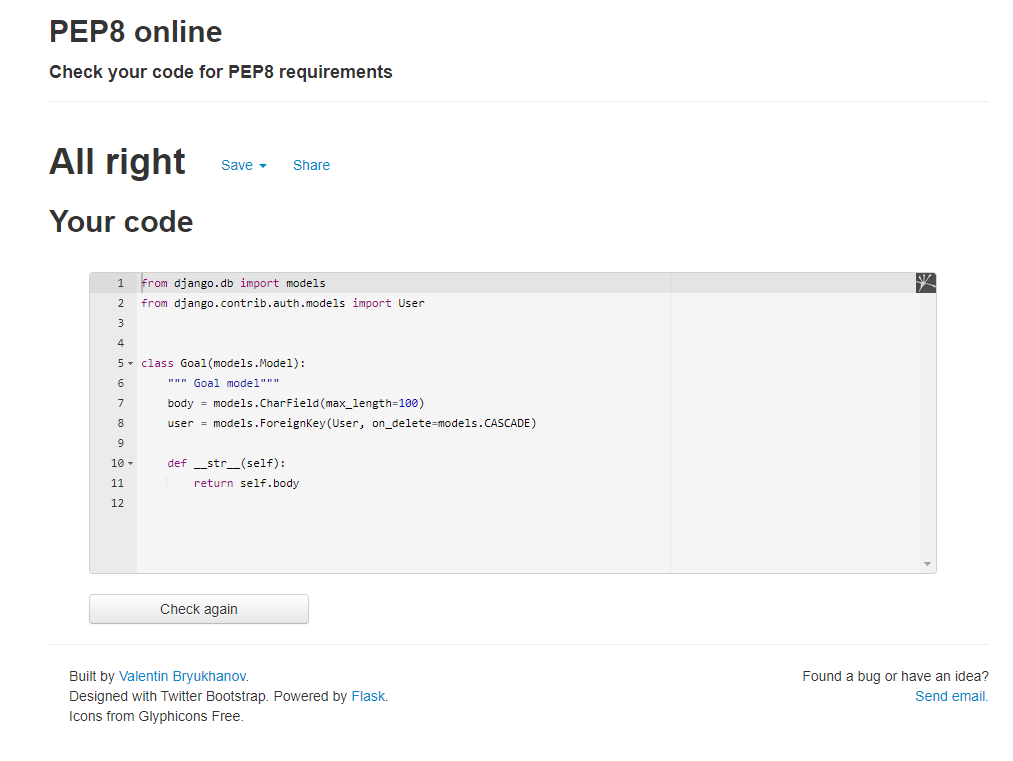 PEP8 online
Check your code for PEP8 requirements
All right Save Share
Your code
1 from django.db import models
2 from django.contrib.auth.models import User
3
4
5 class Goal(models.Model):
6     """ Goal model"""
7     body = models.CharField(max_length=100)
8     user = models.ForeignKey(User, on_delete=models.CASCADE)
9
10     def __str__(self):
11         return self.body
12
Check again
Built by Valentin Bryukhanov.
Designed with Twitter Bootstrap. Powered by Flask.
Icons from Glyphicons Free.
Found a bug or have an idea?
Send email.